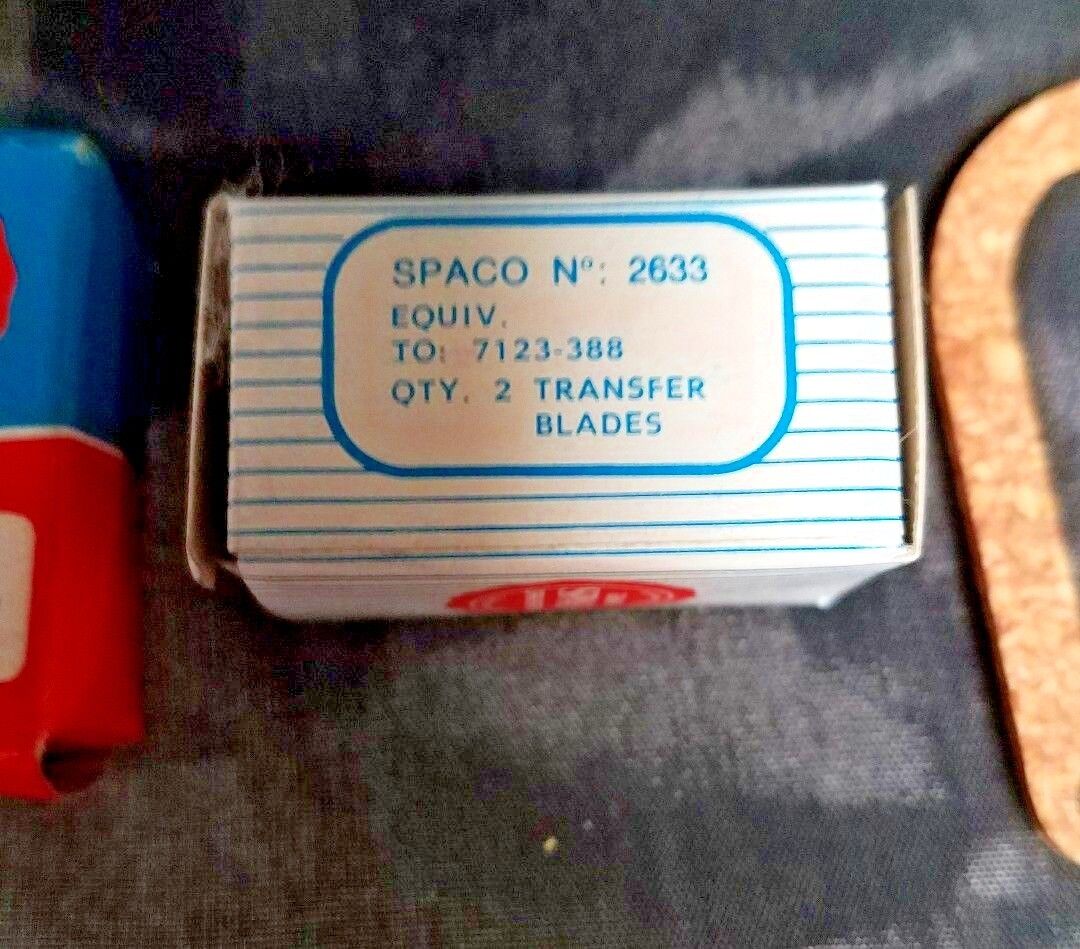 SPACO Nº: 2633
EQUIV.
TO: 7123-388
QTY. 2 TRANSFER
BLADES